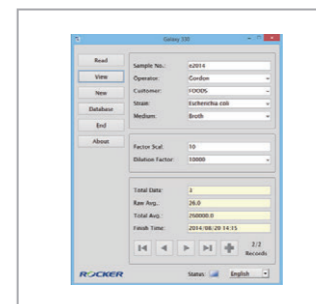 Galaxy 330
Read
View
New
Database
End
About
Sample No.: e2014
Operator: Gordon
Customer: FOODS
Strain: Escherichia coli
Medium: Broth
Factor Scal: 10
Dilution Factor: 10000
Total Date: 3
Raw Avg.: 26.0
Total Avg.: 260000.0
Finish Time: 2014/08/20 14:15
2/2
Records
ROCKER
Status:
English